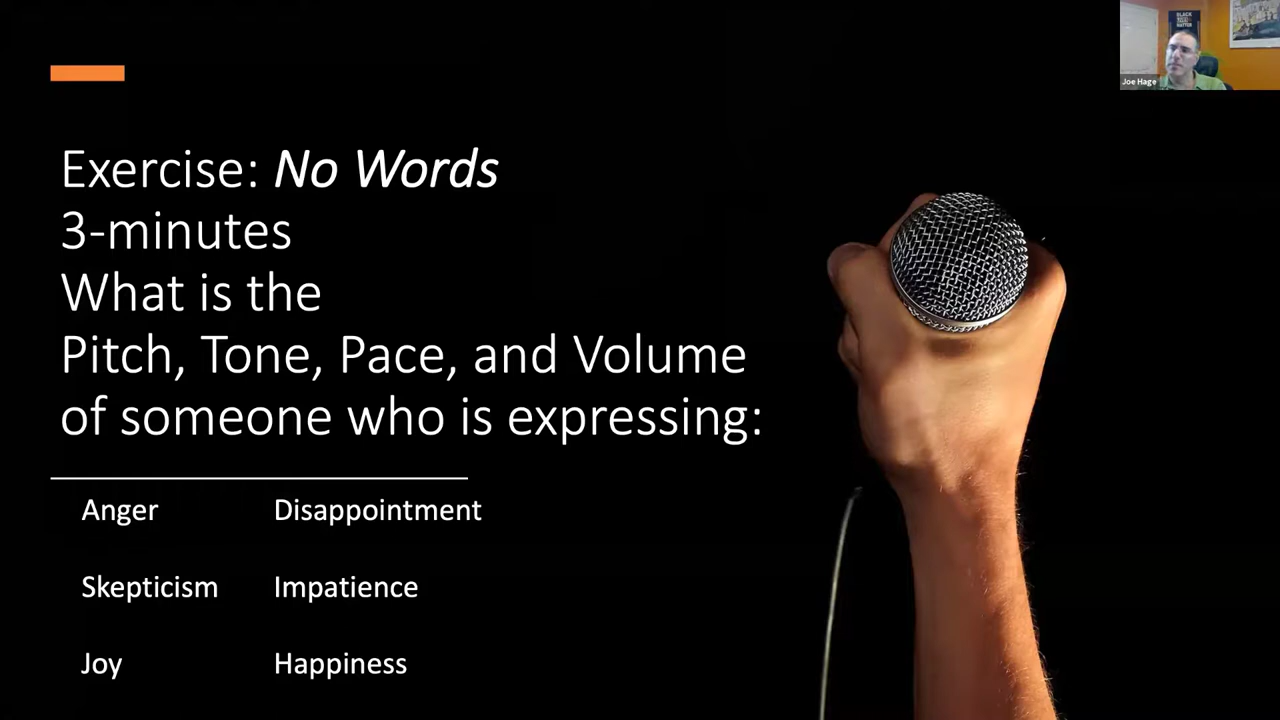 Exercise: No Words
3-minutes
What is the
Pitch, Tone, Pace, and Volume
of someone who is expressing:
Anger Disappointment
Skepticism Impatience
Joy Happiness
Joe Hage